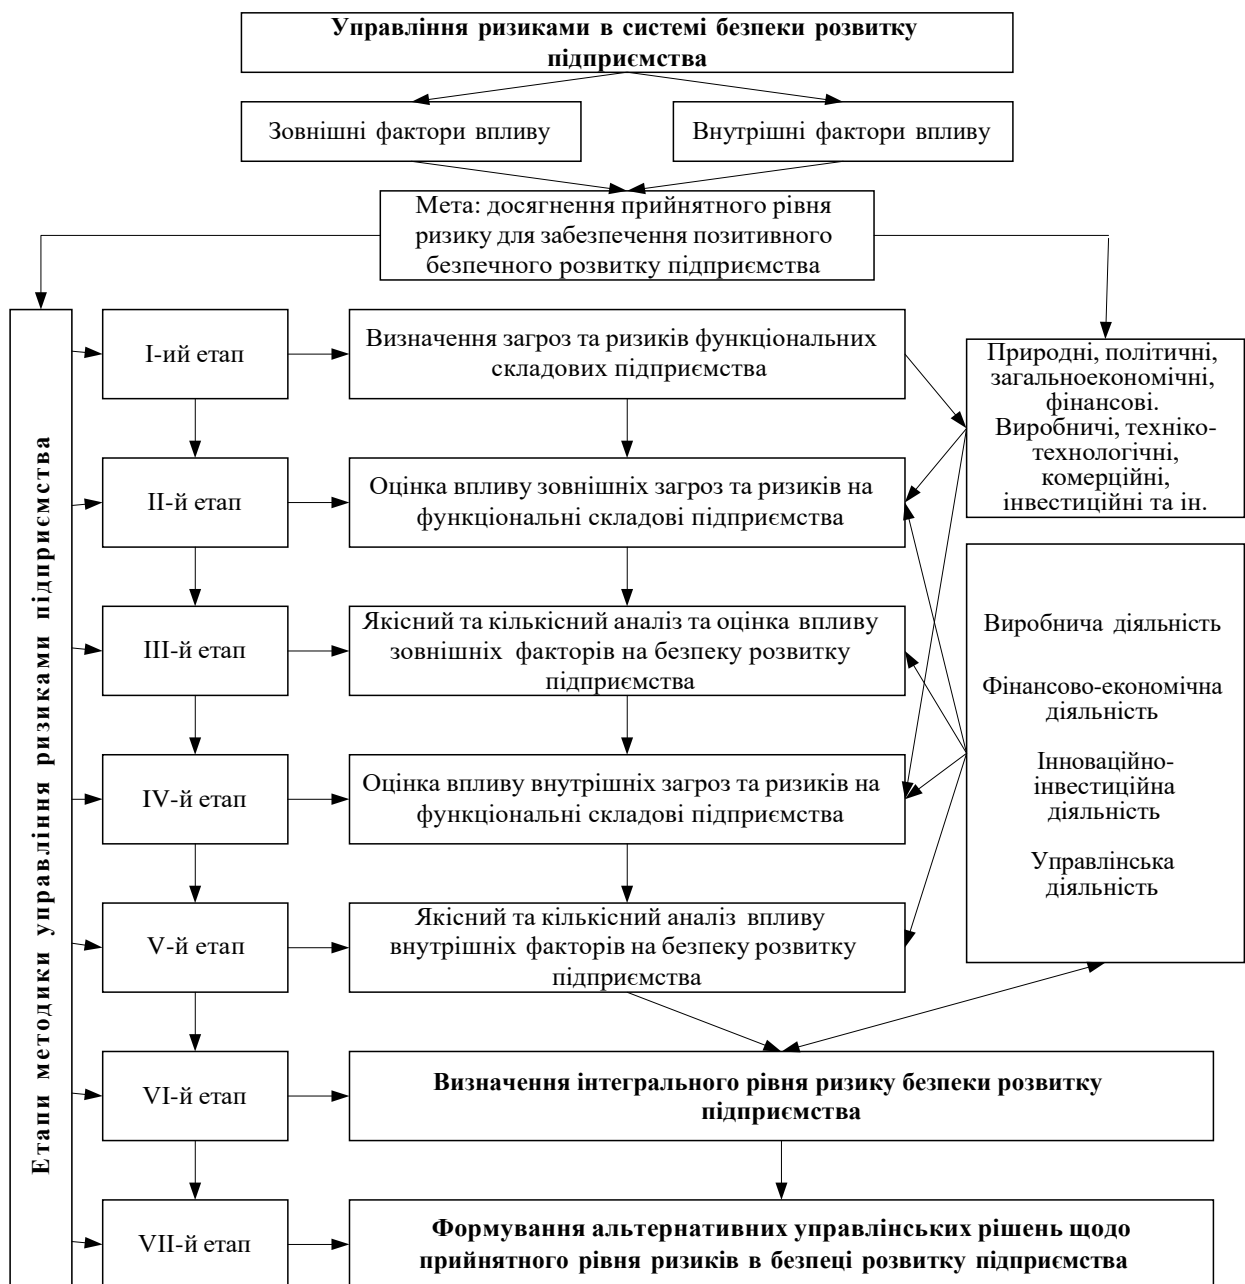 Управління ризиками в системі безпеки розвитку
підприємства
Зовнішні фактори впливу
Внутрішні фактори впливу
Мета: досягнення прийнятного рівня
ризику для забезпечення позитивного
безпечного розвитку підприємства
Етапи методики управління ризиками підприємства
І-ий етап
Визначення загроз та ризиків функціональних
складових підприємства
Природні, політичні,
загальноекономічні,
фінансові.
Виробничі, техніко-
технологічні,
комерційні,
інвестиційні та ін.
ІІ-й етап
Оцінка впливу зовнішніх загроз та ризиків на
функціональні складові підприємства
ІІІ-й етап
Якісний та кількісний аналіз та оцінка впливу
зовнішніх факторів на безпеку розвитку
підприємства
Виробнича діяльність
Фінансово-економічна
діяльність
Інноваційно-
інвестиційна
діяльність
Управлінська
діяльність
IV-й етап
Оцінка впливу внутрішніх загроз та ризиків на
функціональні складові підприємства
V-й етап
Якісний та кількісний аналіз впливу
внутрішніх факторів на безпеку розвитку
підприємства
VI-й етап
Визначення інтегрального рівня ризику безпеки розвитку
підприємства
VII-й етап
Формування альтернативних управлінських рішень щодо
прийнятного рівня ризиків в безпеці розвитку підприємства